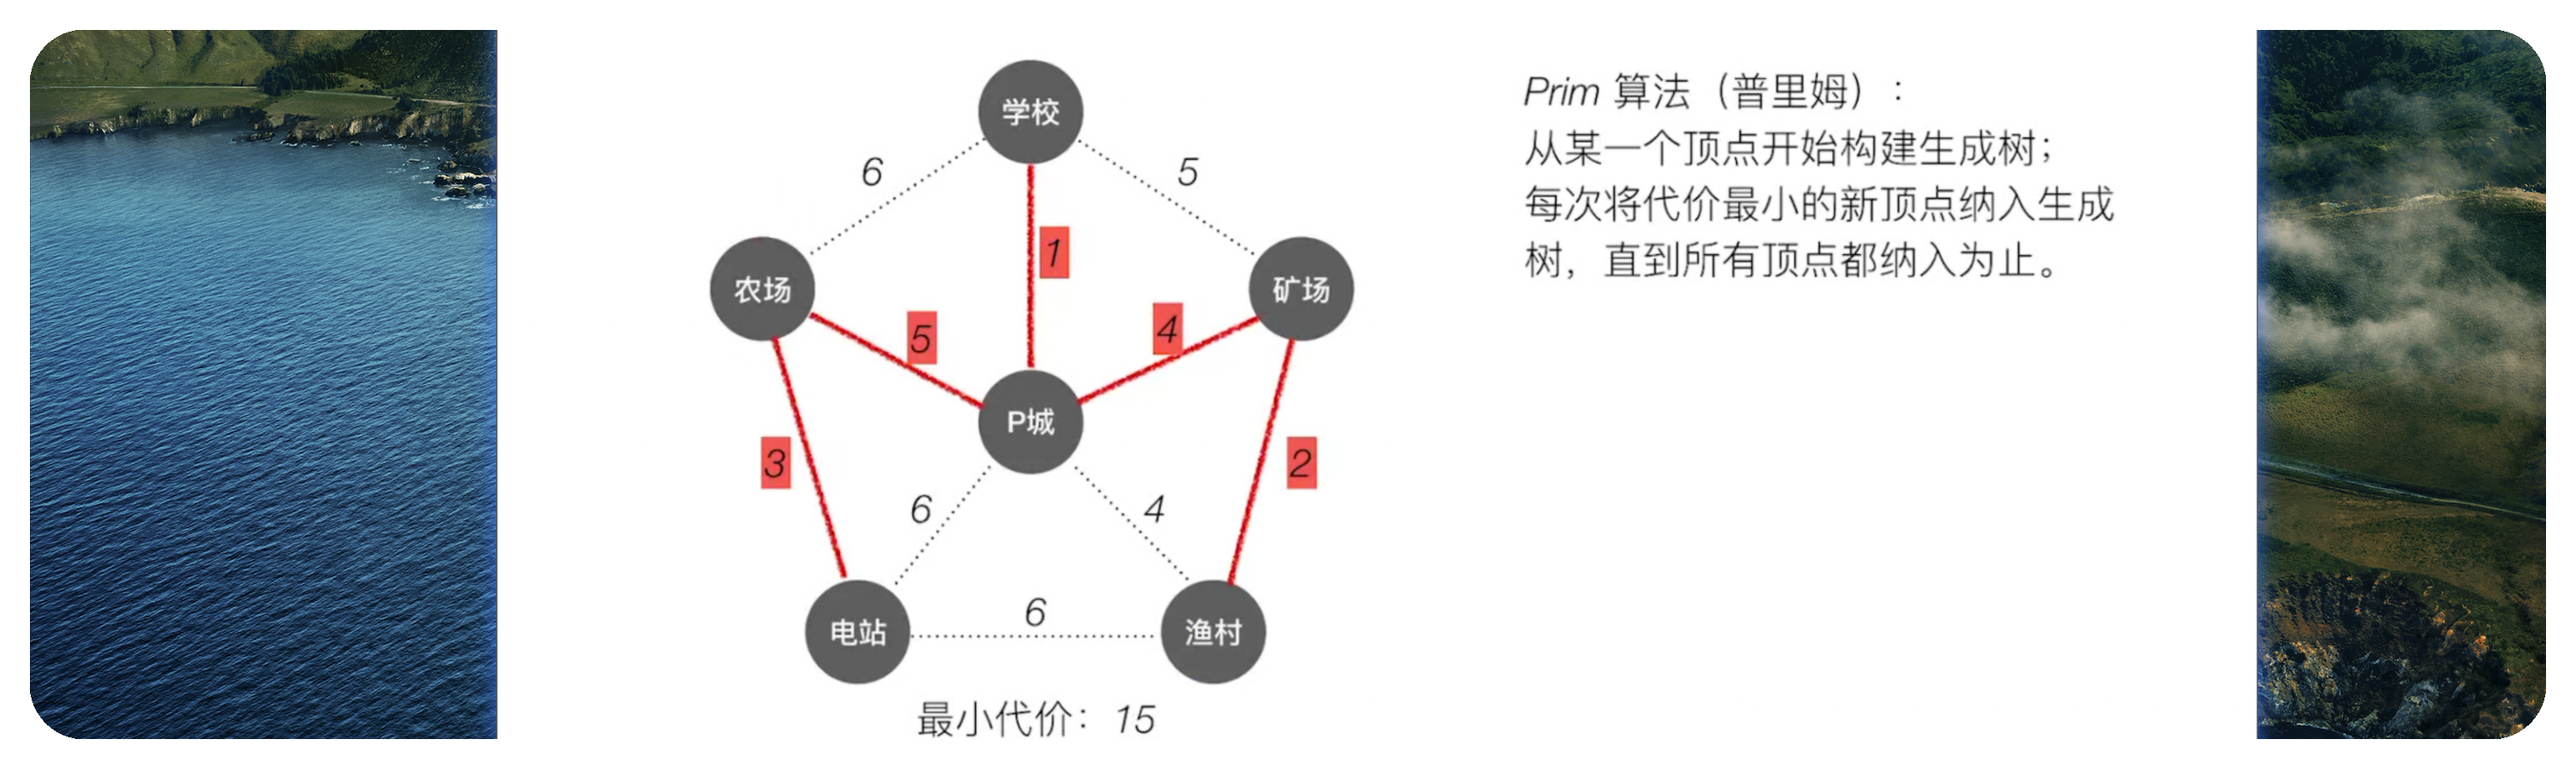 学校
6
5
1
农场
矿场
5
4
P城
3
2
6
4
电站
6
渔村
最小代价：15
Prim 算法（普里姆）：
从某一个顶点开始构建生成树；
每次将代价最小的新顶点纳入生成
树，直到所有顶点都纳入为止。